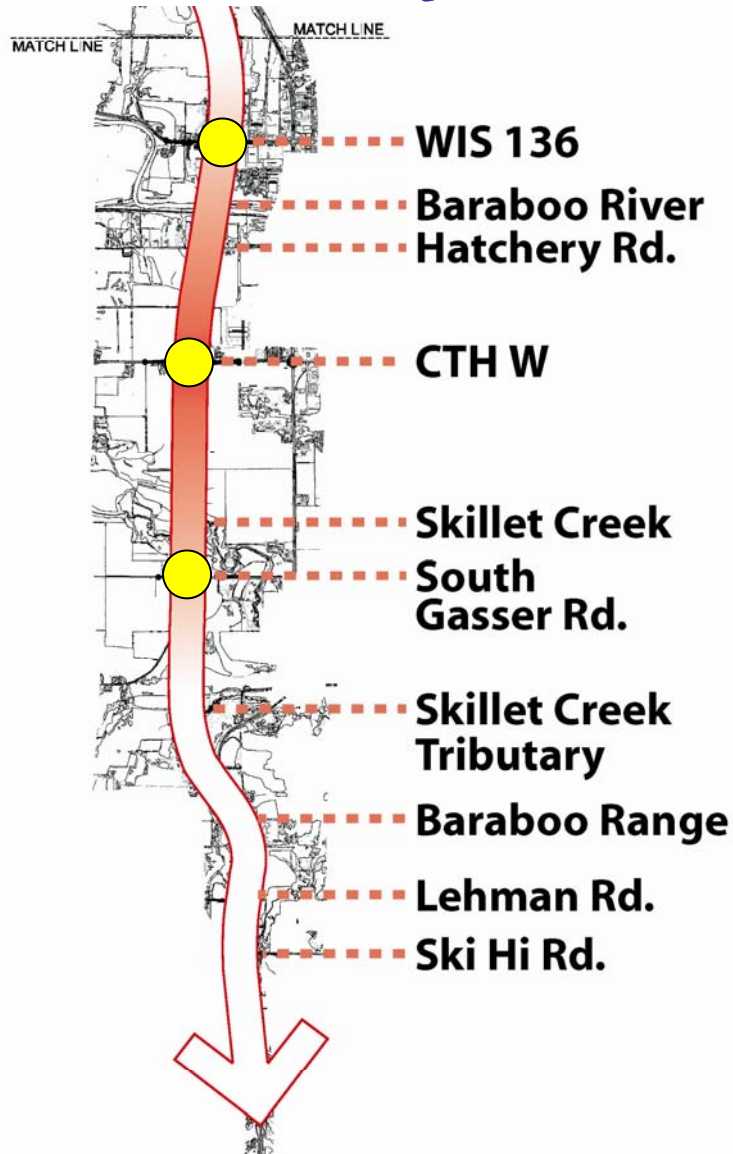 MATCH LINE
MATCH LINE
WIS 136
Baraboo River
Hatchery Rd.
CTH W
Skillet Creek
South
Gasser Rd.
Skillet Creek
Tributary
Baraboo Range
Lehman Rd.
Ski Hi Rd.